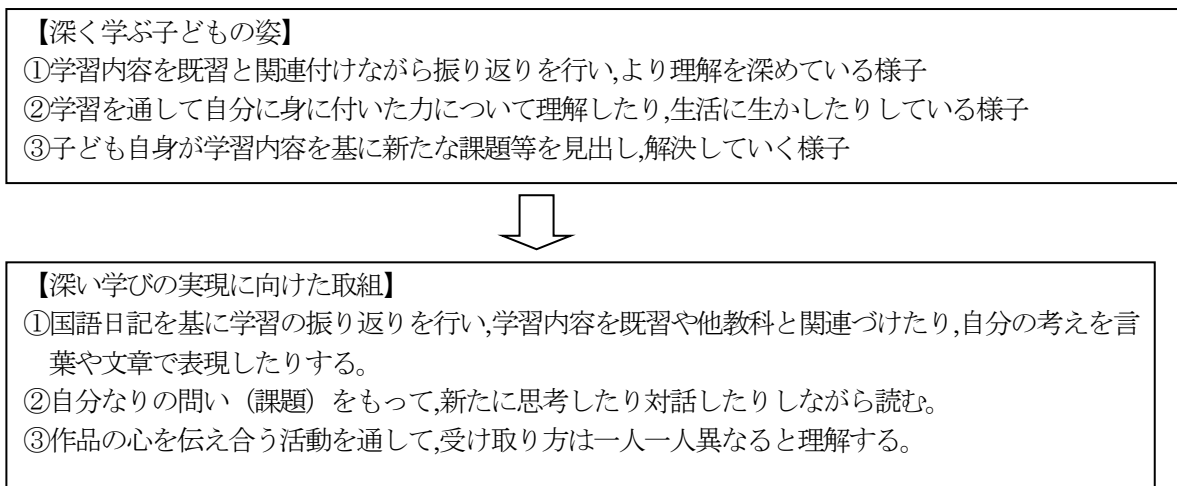 【深く学ぶ子どもの姿】
①学習内容を既習と関連付けながら振り返りを行い,より理解を深めている様子
②学習を通して自分に身に付いた力について理解したり,生活に生かしたりしている様子
③子ども自身が学習内容を基に新たな課題等を見出し,解決していく様子
【深い学びの実現に向けた取組】
①国語日記を基に学習の振り返りを行い,学習内容を既習や他教科と関連づけたり,自分の考えを言
葉や文章で表現したりする。
②自分なりの問い（課題）をもって,新たに思考したり対話したりしながら読む。
③作品の心を伝え合う活動を通して,受け取り方は一人一人異なると理解する。